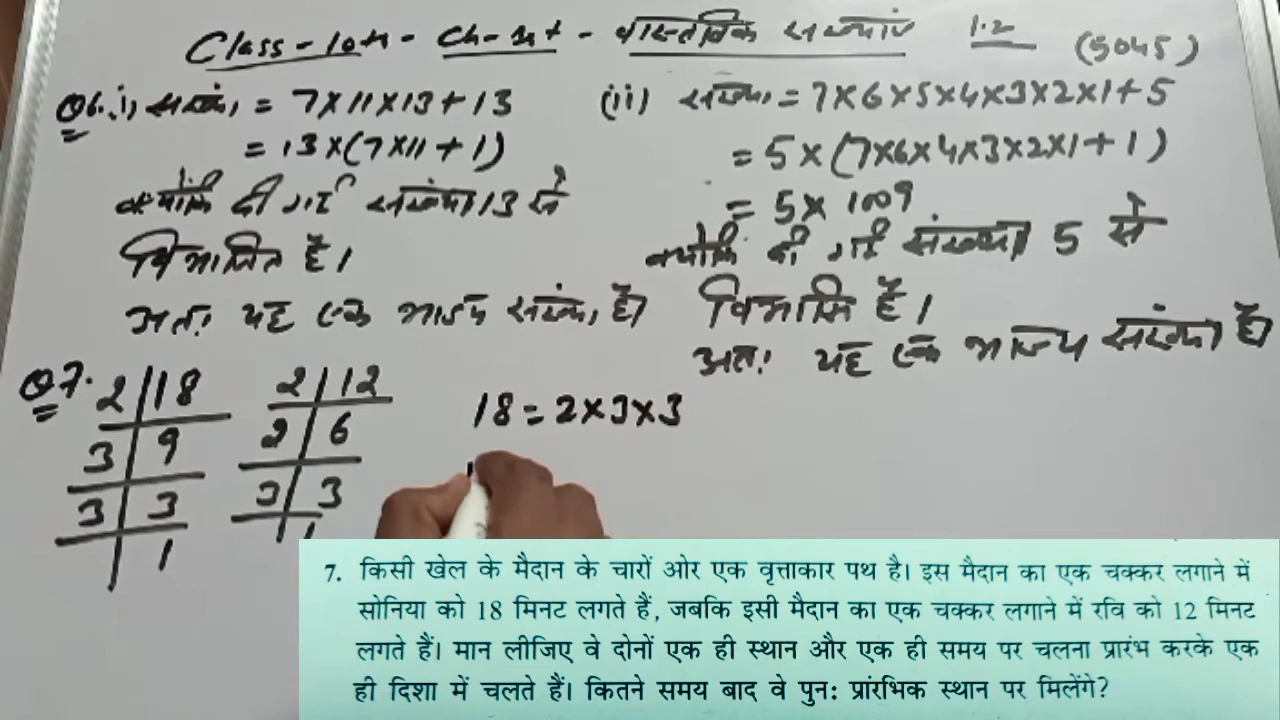 Class-10th - Ch-1st - वास्तविक संख्याएं 1.2 (5045)
Q6. i) संख्या = 7×11×13+13
= 13×(7×11+1)
क्योंकि दी गई संख्या 13 से
विभाजित है।
अतः यह एक भाज्य संख्या है।
(ii) संख्या = 7×6×5×4×3×2×1+5
= 5×(7×6×4×3×2×1+1)
= 5×1009
क्योंकि दी गई संख्या 5 से
विभाजित है।
अतः यह एक भाज्य संख्या है।
Q7. 2 | 18
3 | 9
3 | 3
| 1
2 | 12
2 | 6
3 | 3
| 1
18 = 2×3×3
7. किसी खेल के मैदान के चारों ओर एक वृत्ताकार पथ है। इस मैदान का एक चक्कर लगाने में
सोनिया को 18 मिनट लगते हैं, जबकि इसी मैदान का एक चक्कर लगाने में रवि को 12 मिनट
लगते हैं। मान लीजिए वे दोनों एक ही स्थान और एक ही समय पर चलना प्रारंभ करके एक
ही दिशा में चलते हैं। कितने समय बाद वे पुन: प्रारंभिक स्थान पर मिलेंगे?